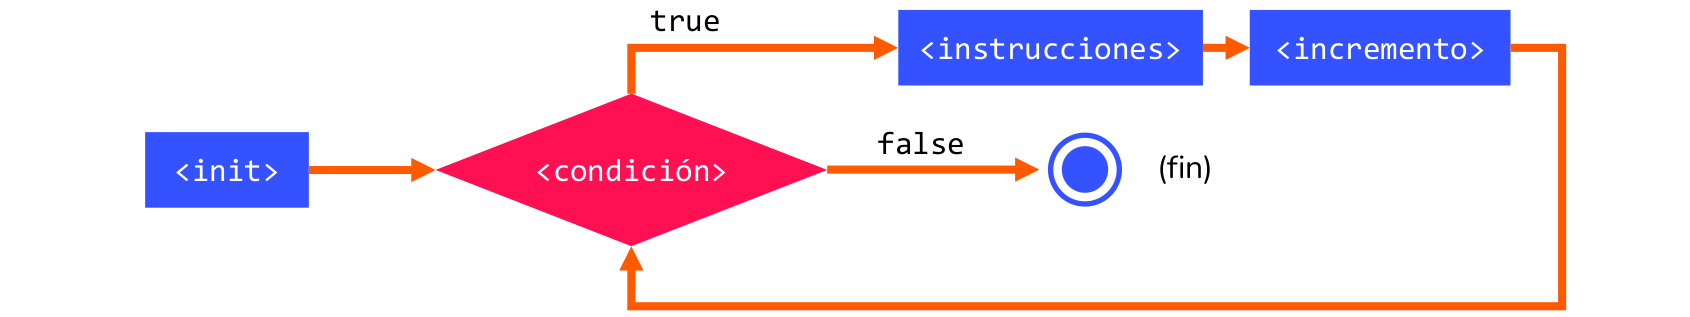 true
<instrucciones>
<incremento>
<init>
<condición>
false
(fin)